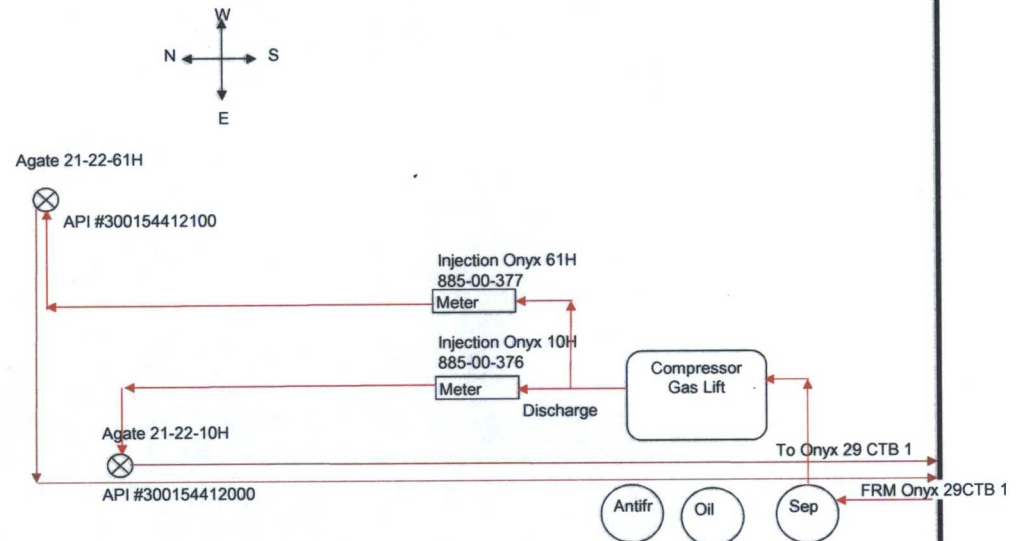 W
N
S
E
Agate 21-22-61H
API #300154412100
Injection Onyx 61H
885-00-377
Meter
Injection Onyx 10H
885-00-376
Meter
Compressor
Gas Lift
Discharge
Agate 21-22-10H
To Onyx 29 CTB 1
API #300154412000
FRM Onyx 29CTB 1
Antifr
Oil
Sep